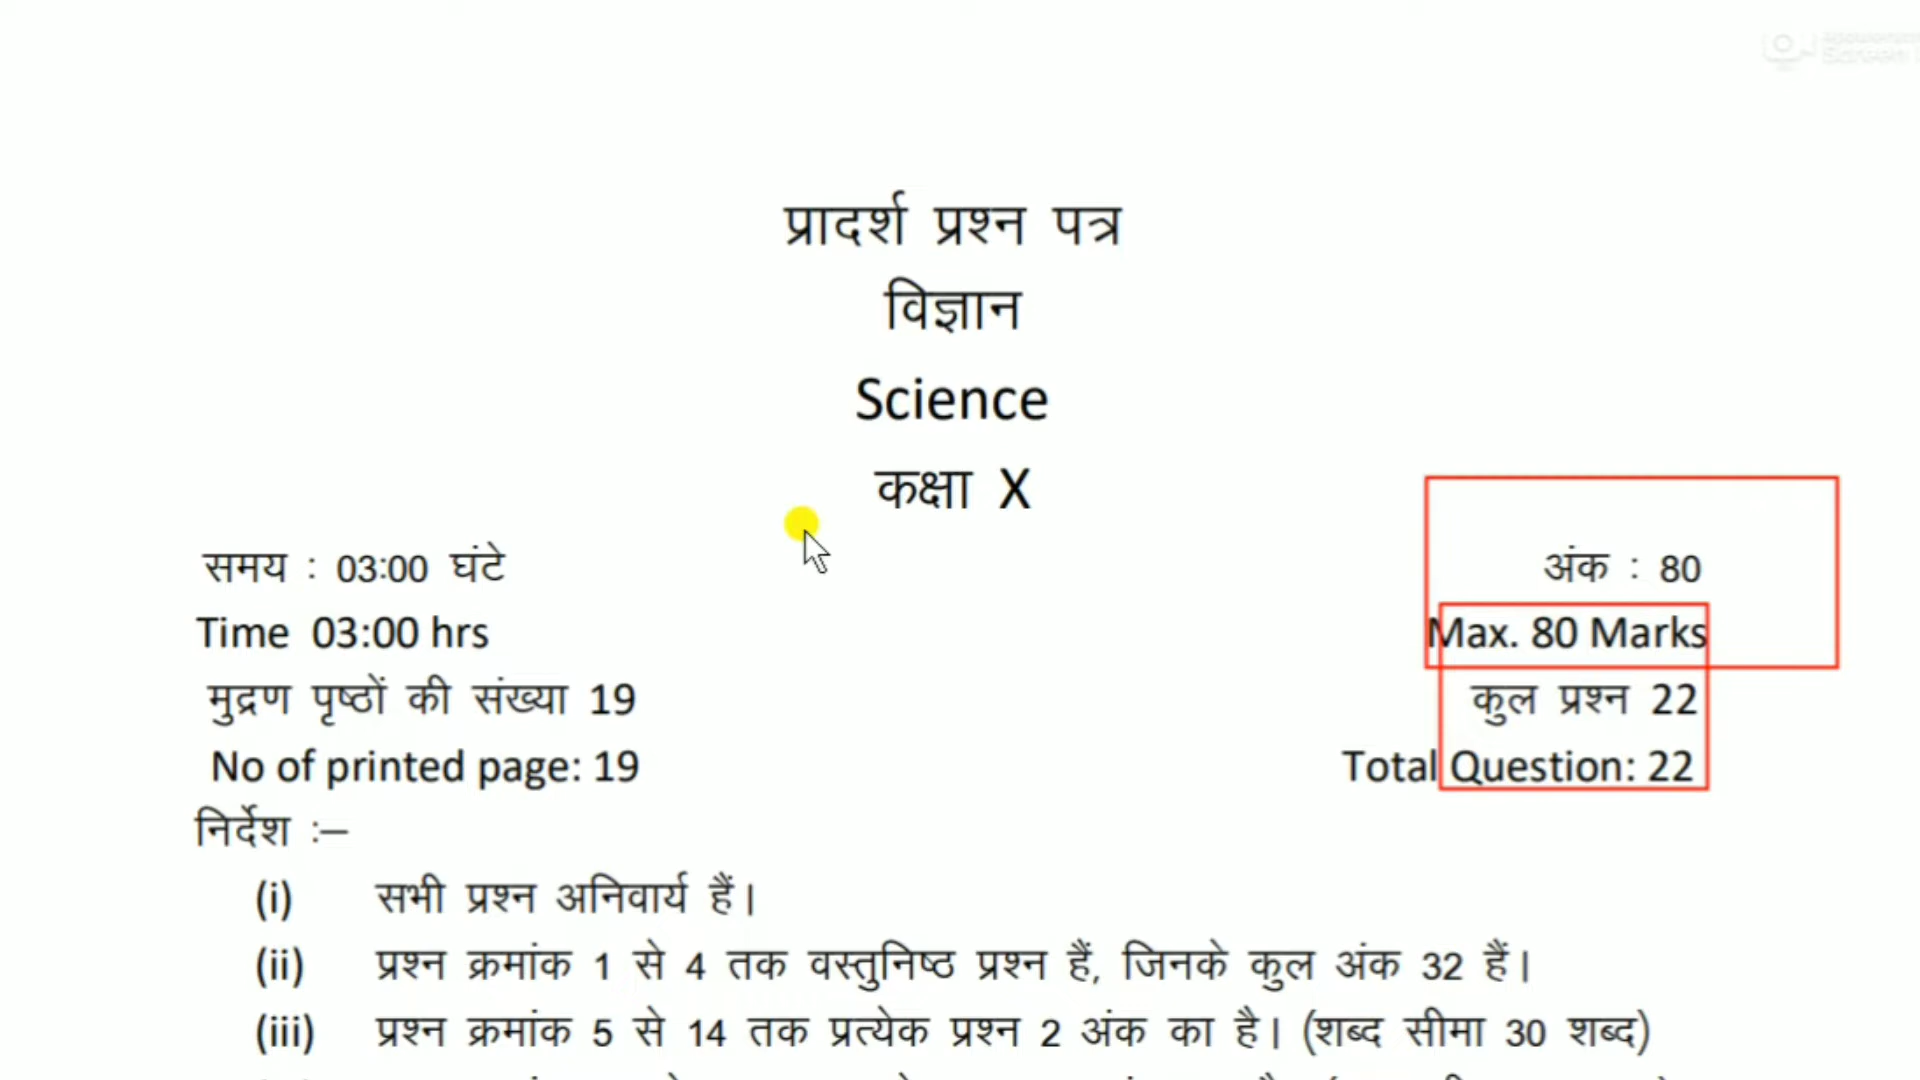 प्रादर्श प्रश्न पत्र
विज्ञान
Science
कक्षा X
समय : 03:00 घंटे
अंक : 80
Time 03:00 hrs
Max. 80 Marks
मुद्रण पृष्ठों की संख्या 19
कुल प्रश्न 22
No of printed page: 19
Total Question: 22
निर्देश :–
(i) सभी प्रश्न अनिवार्य हैं।
(ii) प्रश्न क्रमांक 1 से 4 तक वस्तुनिष्ठ प्रश्न हैं, जिनके कुल अंक 32 हैं।
(iii) प्रश्न क्रमांक 5 से 14 तक प्रत्येक प्रश्न 2 अंक का है। (शब्द सीमा 30 शब्द)